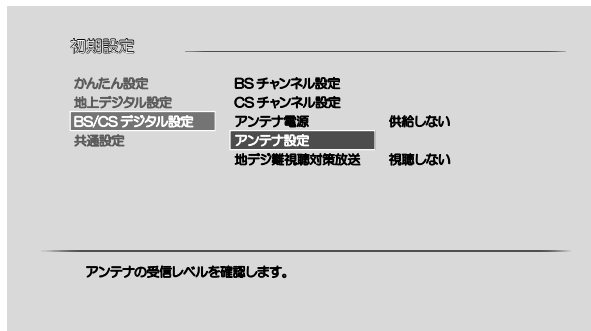 初期設定
かんたん設定
地上デジタル設定
BS/CSデジタル設定
共通設定
BSチャンネル設定
CSチャンネル設定
アンテナ電源 供給しない
アンテナ設定
地デジ難視聴対策放送 視聴しない
アンテナの受信レベルを確認します。